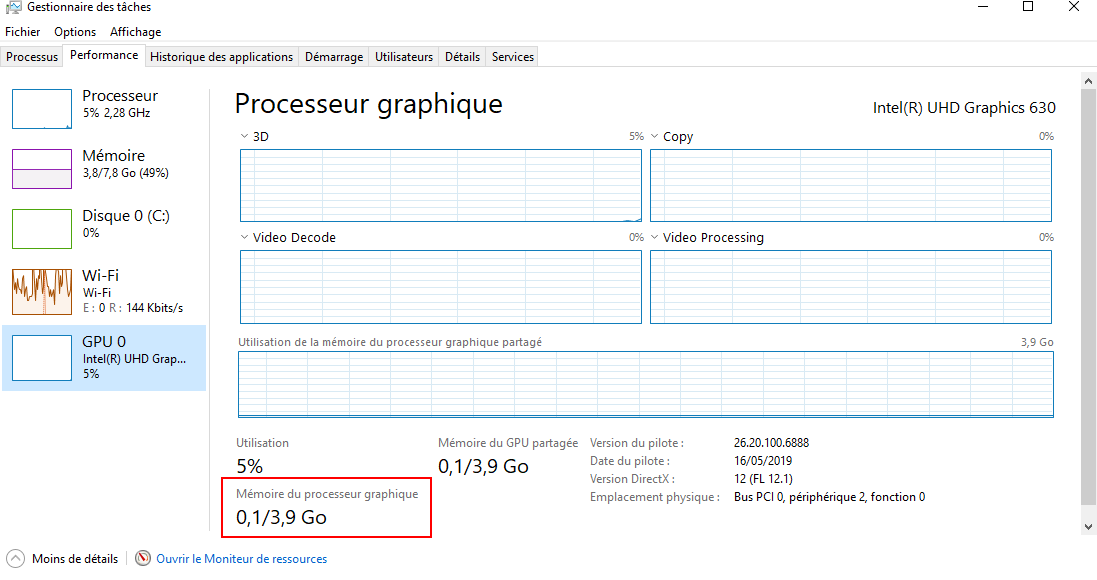 Gestionnaire des tâches
Fichier Options Affichage
Processus Performance Historique des applications Démarrage Utilisateurs Détails Services
Processeur
5% 2,28 GHz
Mémoire
3,8/7,8 Go (49%)
Disque 0 (C:)
0%
Wi-Fi
Wi-Fi
E : 0 R : 144 Kbits/s
GPU 0
Intel(R) UHD Grap...
5%
Processeur graphique
Intel(R) UHD Graphics 630
3D 5%
Copy 0%
Video Decode 0%
Video Processing 0%
Utilisation de la mémoire du processeur graphique partagé 3,9 Go
Utilisation
5%
Mémoire du GPU partagée
0,1/3,9 Go
Mémoire du processeur graphique
0,1/3,9 Go
Version du pilote : 26.20.100.6888
Date du pilote : 16/05/2019
Version DirectX : 12 (FL 12.1)
Emplacement physique : Bus PCI 0, périphérique 2, fonction 0
Moins de détails
Ouvrir le Moniteur de ressources